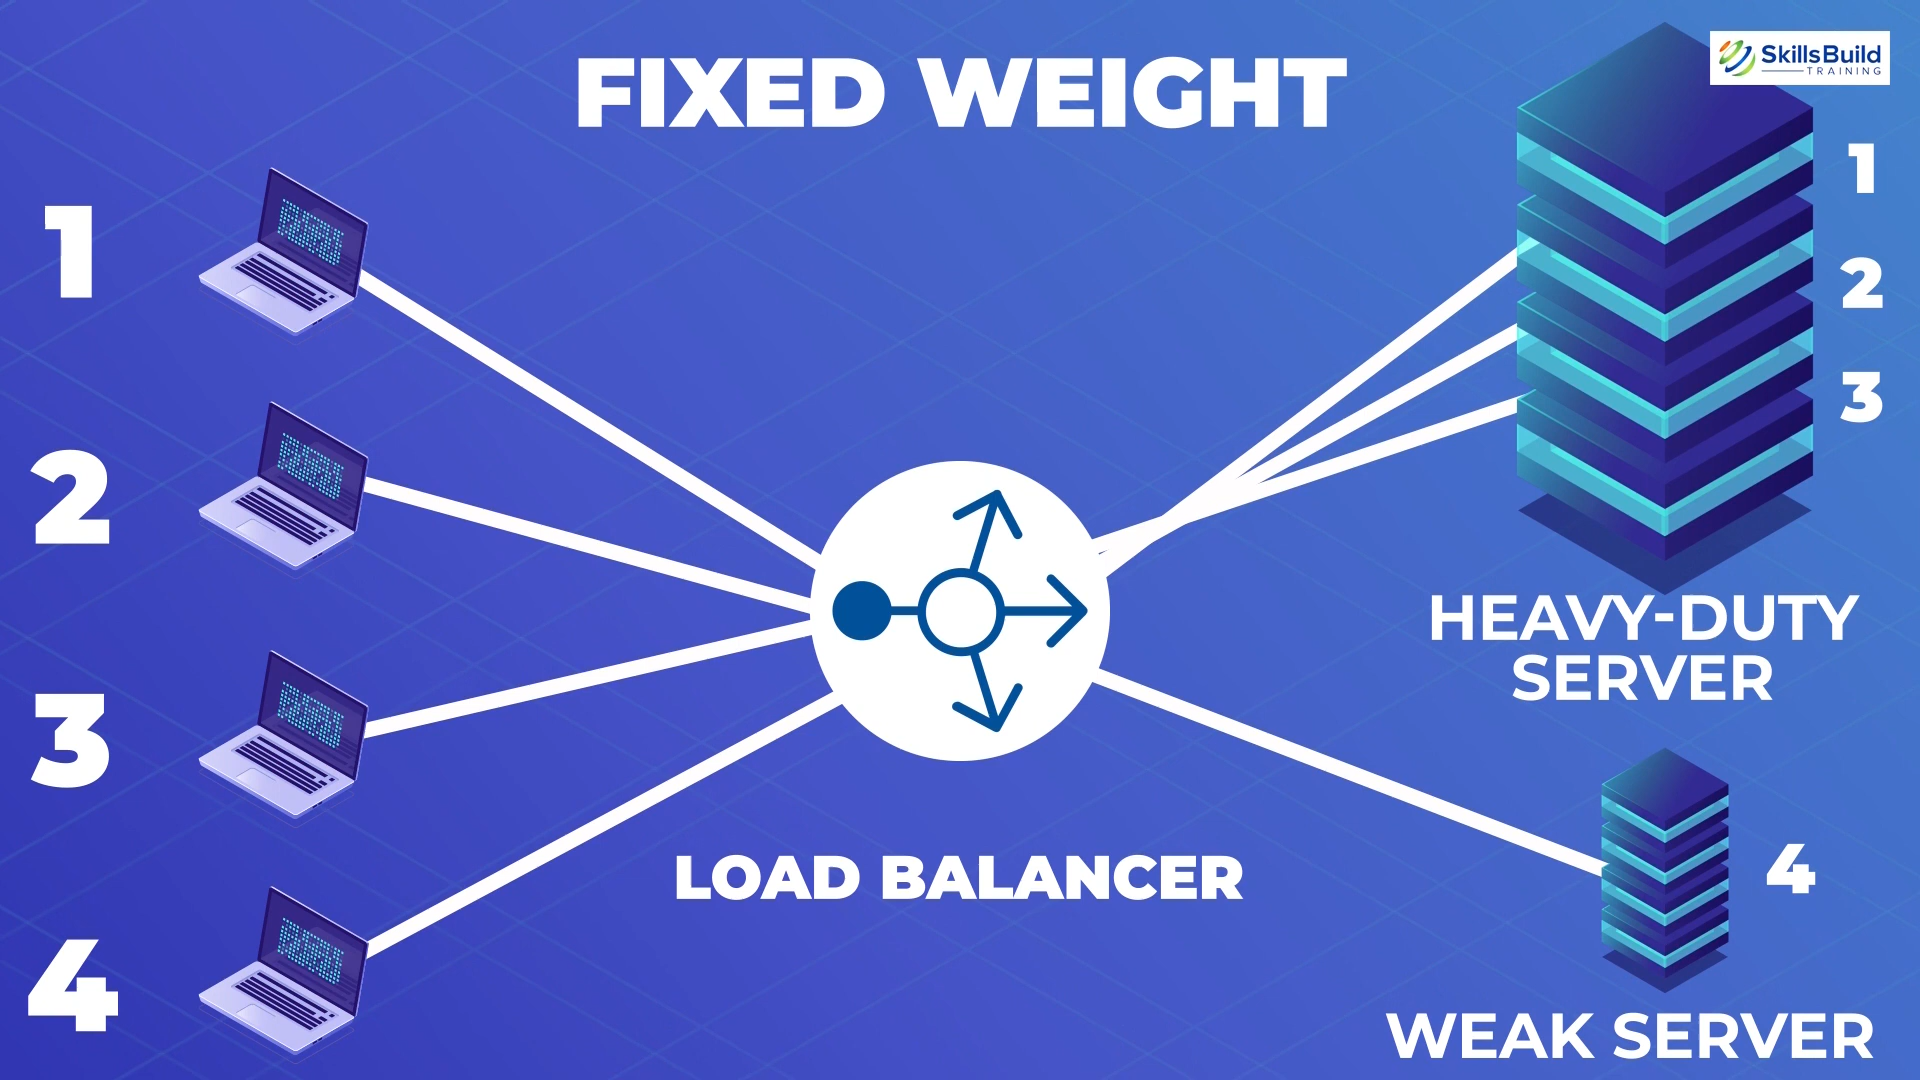 FIXED WEIGHT
SkillsBuild
TRAINING
1
2
3
4
1
2
3
HEAVY-DUTY
SERVER
4
LOAD BALANCER
WEAK SERVER